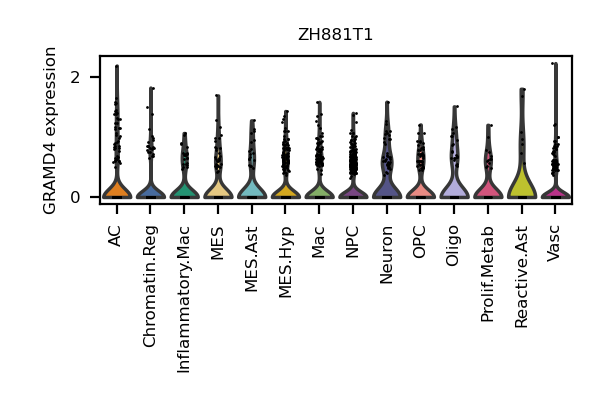 ZH881T1
GRAMD4 expression
2
0
AC
Chromatin.Reg
Inflammatory.Mac
MES
MES.Ast
MES.Hyp
Mac
NPC
Neuron
OPC
Oligo
Prolif.Metab
Reactive.Ast
Vasc